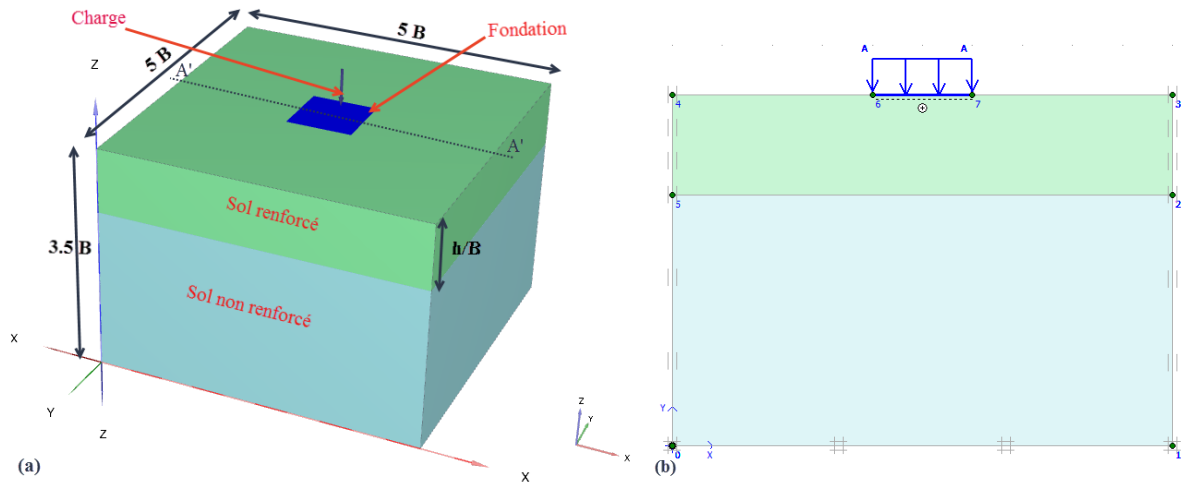 Charge
5 B
Fondation
5 B
Z
A'
A'
Sol renforcé
3.5 B
h/B
Sol non renforcé
X
Y
Z
X
Z
Y
X
(a)
A
A
4
6
7
3
5
2
Y
0
X
1
(b)